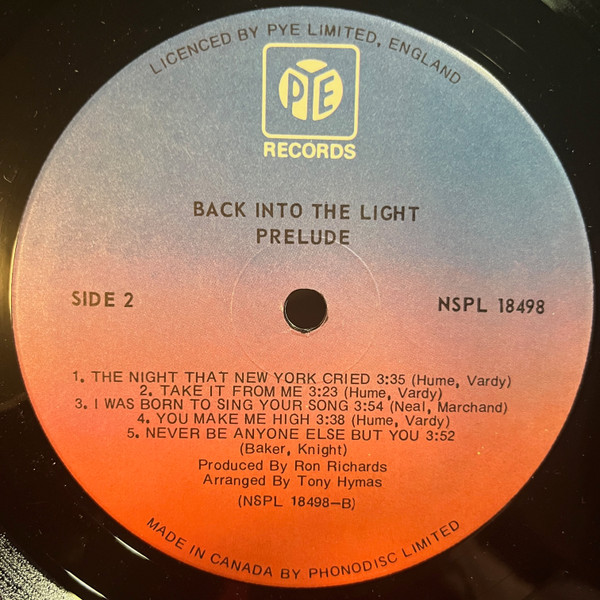 LICENCED BY PYE LIMITED, ENGLAND
PYE
RECORDS
BACK INTO THE LIGHT
PRELUDE
SIDE 2
NSPL 18498
1. THE NIGHT THAT NEW YORK CRIED 3:35 (Hume, Vardy)
2. TAKE IT FROM ME 3:23 (Hume, Vardy)
3. I WAS BORN TO SING YOUR SONG 3:54 (Neal, Marchand)
4. YOU MAKE ME HIGH 3:38 (Hume, Vardy)
5. NEVER BE ANYONE ELSE BUT YOU 3:52
(Baker, Knight)
Produced By Ron Richards
Arranged By Tony Hymas
(NSPL 18498-B)
MADE IN CANADA BY PHONODISC LIMITED